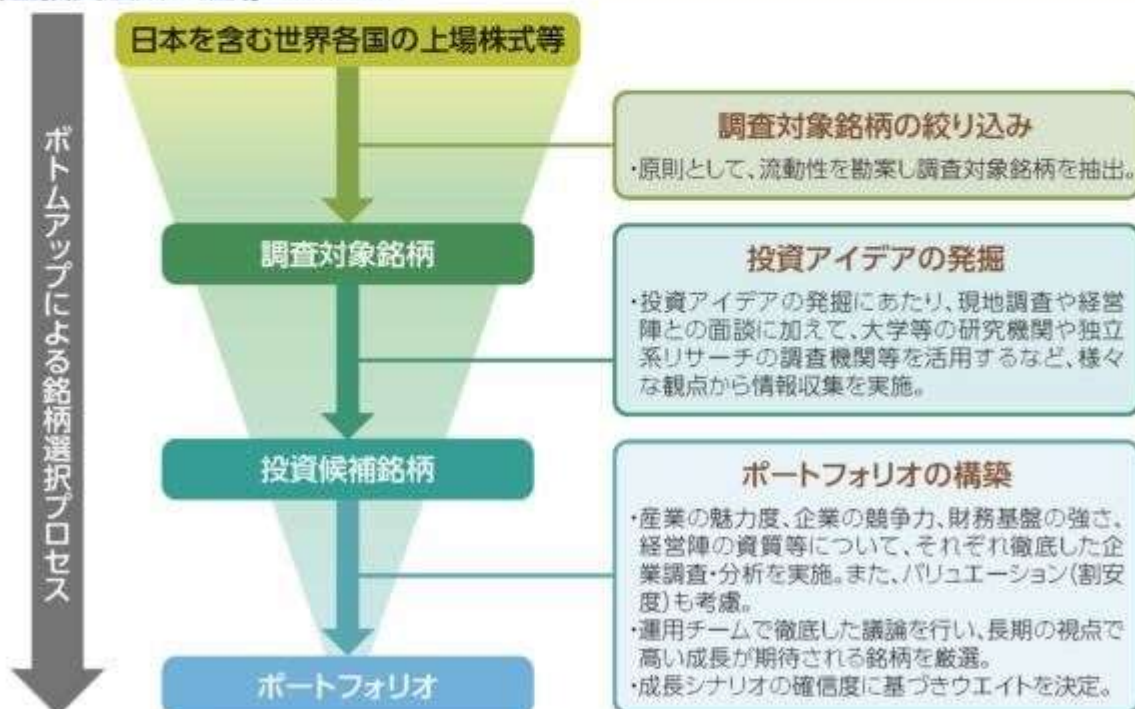 日本を含む世界各国の上場株式等
ボトムアップによる銘柄選択プロセス
調査対象銘柄の絞り込み
・原則として、流動性を勘案し調査対象銘柄を抽出。
調査対象銘柄
投資アイデアの発掘
・投資アイデアの発掘にあたり、現地調査や経営
陣との面談に加えて、大学等の研究機関や独立
系リサーチの調査機関等を活用するなど、様々
な観点から情報収集を実施。
投資候補銘柄
ポートフォリオの構築
・産業の魅力度、企業の競争力、財務基盤の強さ、
経営陣の資質等について、それぞれ徹底した企
業調査・分析を実施。また、バリュエーション(割安
度)も考慮。
・運用チームで徹底した議論を行い、長期の視点で
高い成長が期待される銘柄を厳選。
・成長シナリオの確信度に基づきウエイトを決定。
ポートフォリオ